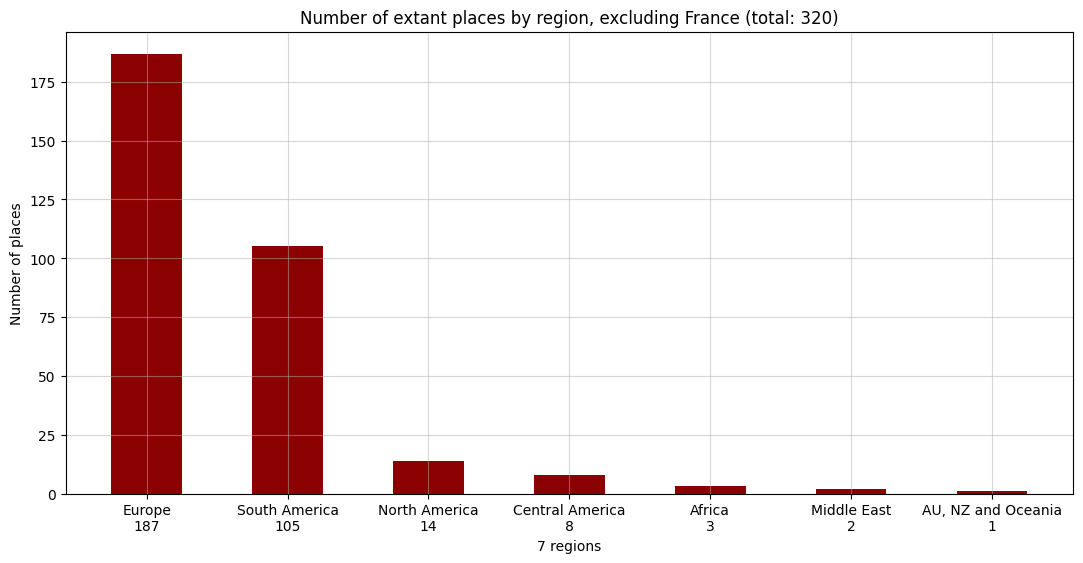 Number of extant places by region, excluding France (total: 320)
Number of places
175
150
125
100
75
50
25
0
Europe South America North America Central America Africa Middle East AU, NZ and Oceania
187 105 14 8 3 2 1
7 regions